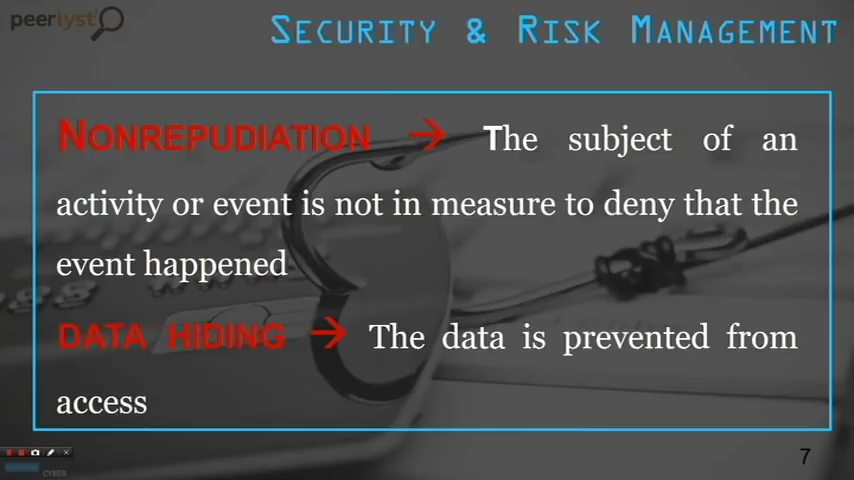 peerlyst
SECURITY & RISK MANAGEMENT
NONREPUDIATION → The subject of an
activity or event is not in measure to deny that the
event happened
DATA HIDING → The data is prevented from
access
7
CYBER